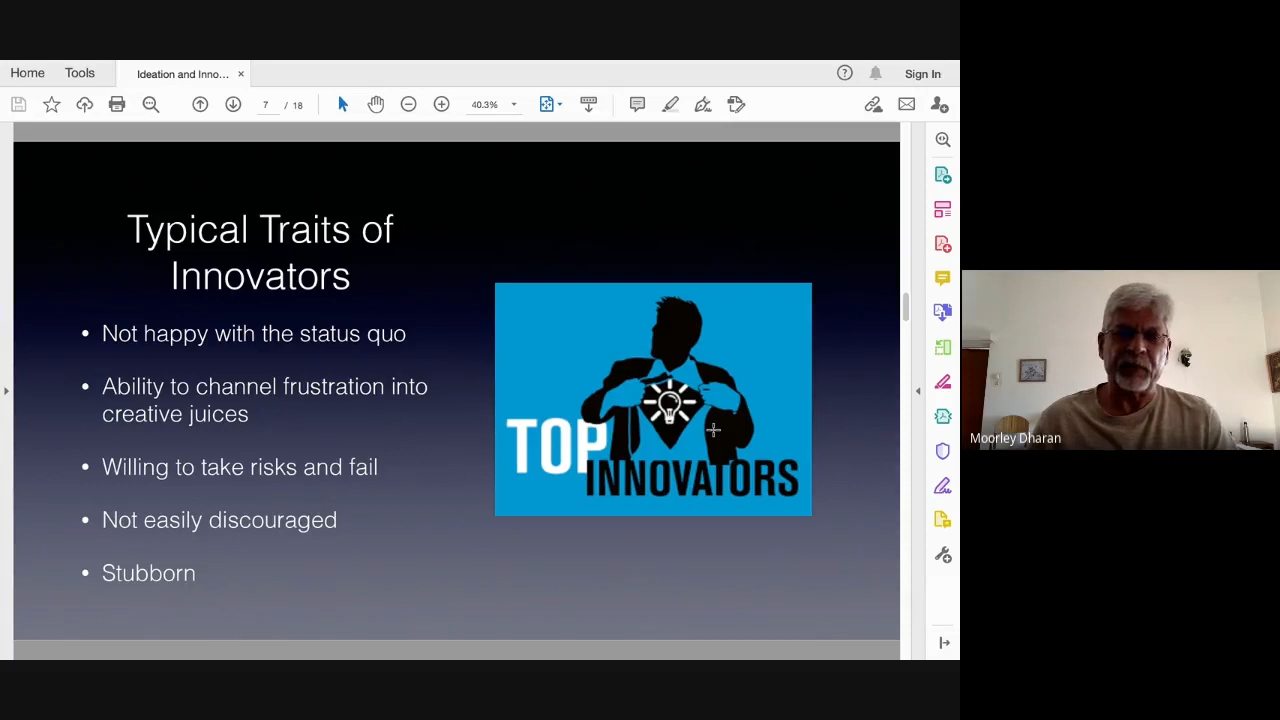 Home
Tools
Ideation and Inno...
Sign In
7 / 18
40.3%
Typical Traits of
Innovators
• Not happy with the status quo
• Ability to channel frustration into
creative juices
• Willing to take risks and fail
• Not easily discouraged
• Stubborn
TOP
INNOVATORS
Moorley Dharan